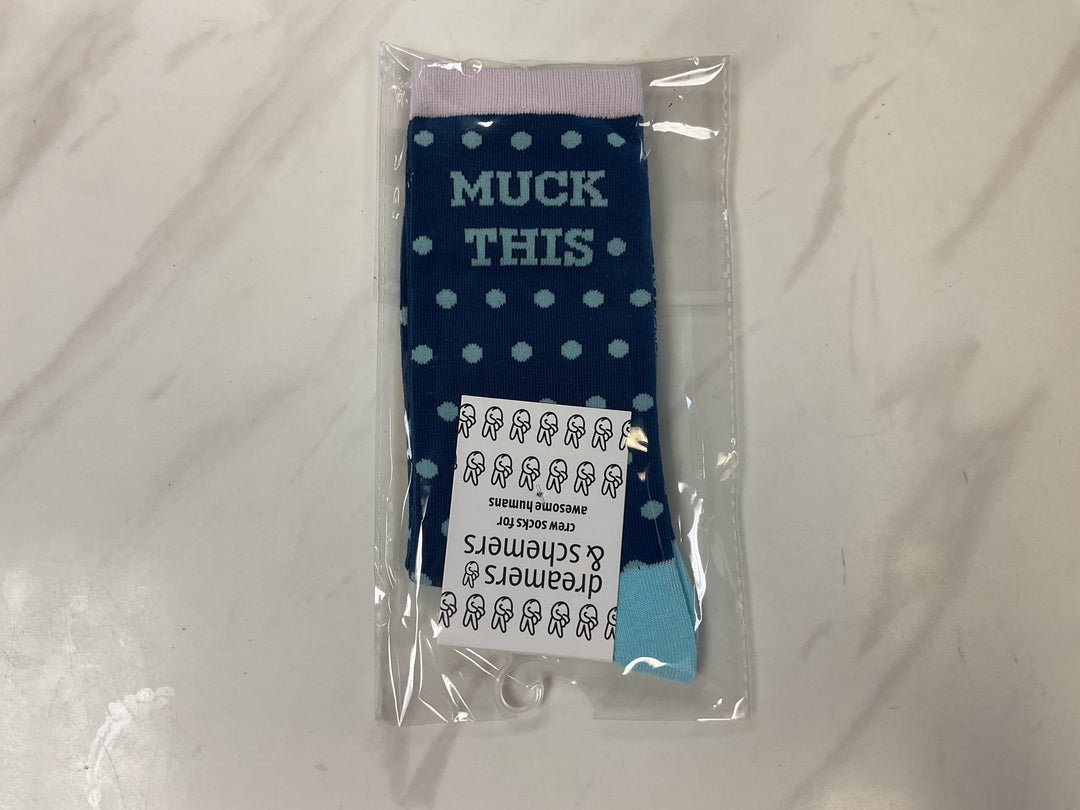 MUCK
THIS
dreamers
& schemers
crew socks for
awesome humans